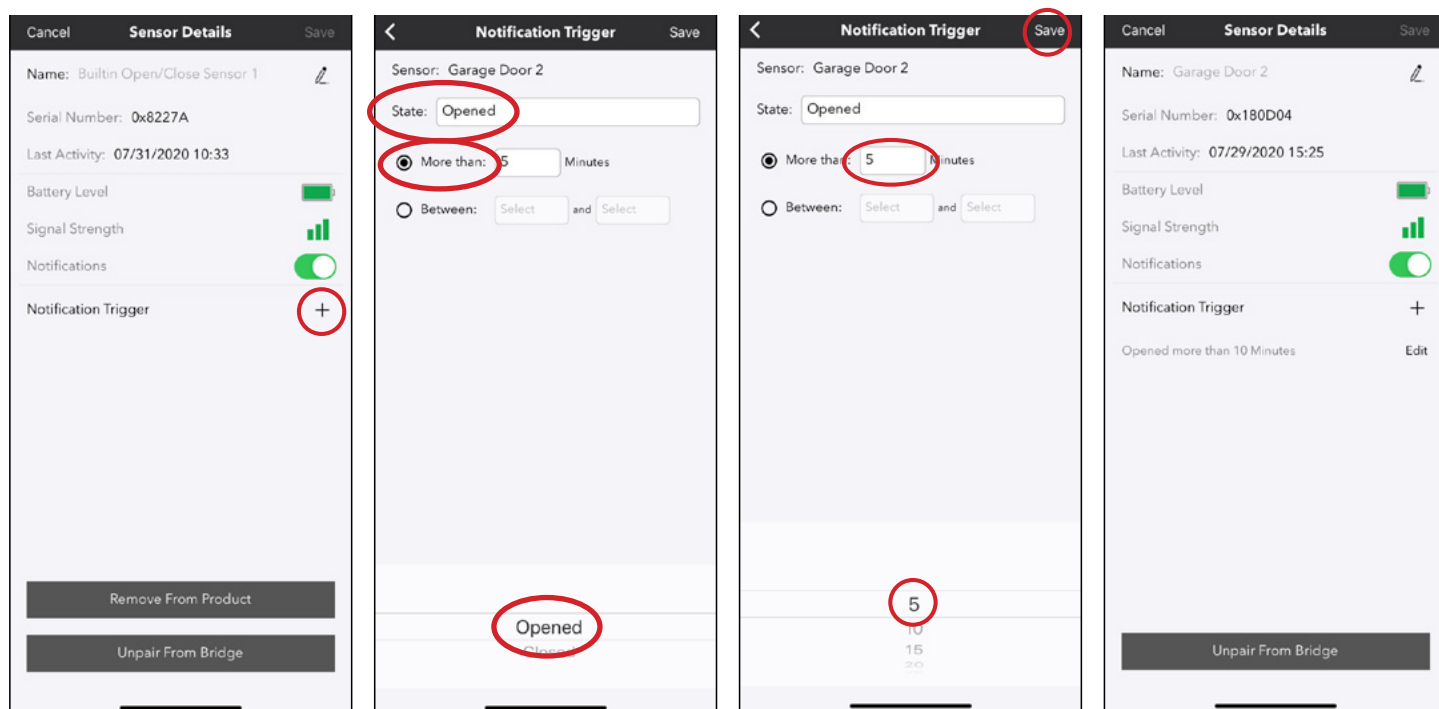 Cancel Sensor Details Save
Name: Builtin Open/Close Sensor 1
Serial Number: 0x8227A
Last Activity: 07/31/2020 10:33
Battery Level
Signal Strength
Notifications
Notification Trigger +
Remove From Product
Unpair From Bridge
Notification Trigger Save
Sensor: Garage Door 2
State: Opened
More than: 5 Minutes
Between: Select and Select
Opened
Closed
Notification Trigger Save
Sensor: Garage Door 2
State: Opened
More than: 5 Minutes
Between: Select and Select
5
10
15
20
Cancel Sensor Details Save
Name: Garage Door 2
Serial Number: 0x180D04
Last Activity: 07/29/2020 15:25
Battery Level
Signal Strength
Notifications
Notification Trigger +
Opened more than 10 Minutes Edit
Unpair From Bridge